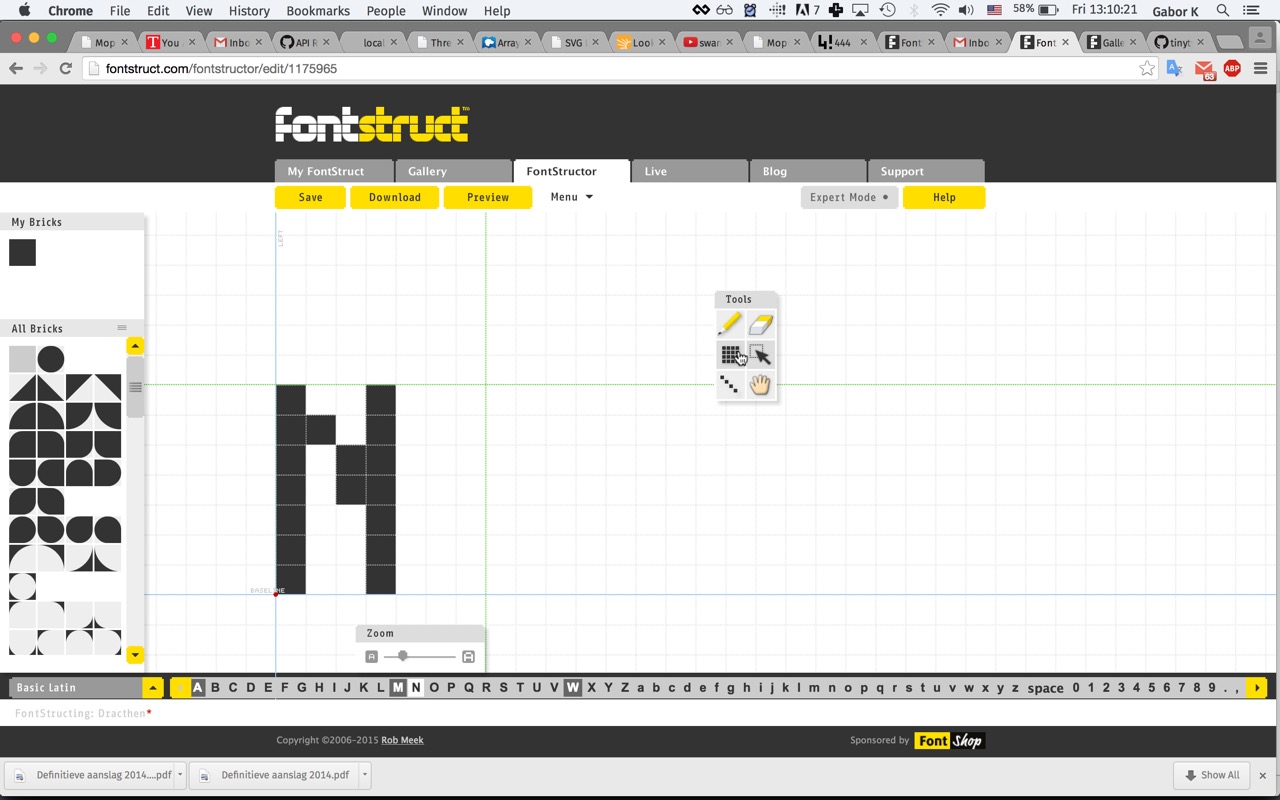 Chrome File Edit View History Bookmarks People Window Help 7 58% Fri 13:10:21 Gabor K
Mop You Inbo API R local Thre Array SVG Loo swar Mop 444 Font Inbo Font Galle tinyt
fontstruct.com/fontstructor/edit/1175965 63 ABP
fontstruct™
My FontStruct Gallery FontStructor Live Blog Support
Save Download Preview Menu Expert Mode Help
My Bricks
LEFT
Tools
All Bricks
BASELINE
Zoom
Basic Latin A B C D E F G H I J K L M N O P Q R S T U V W X Y Z a b c d e f g h i j k l m n o p q r s t u v w x y z space 0 1 2 3 4 5 6 7 8 9 . ,
FontStructing: Dracthen*
Copyright ©2006-2015 Rob Meek Sponsored by Font Shop
Definitieve aanslag 2014....pdf Definitieve aanslag 2014.pdf Show All